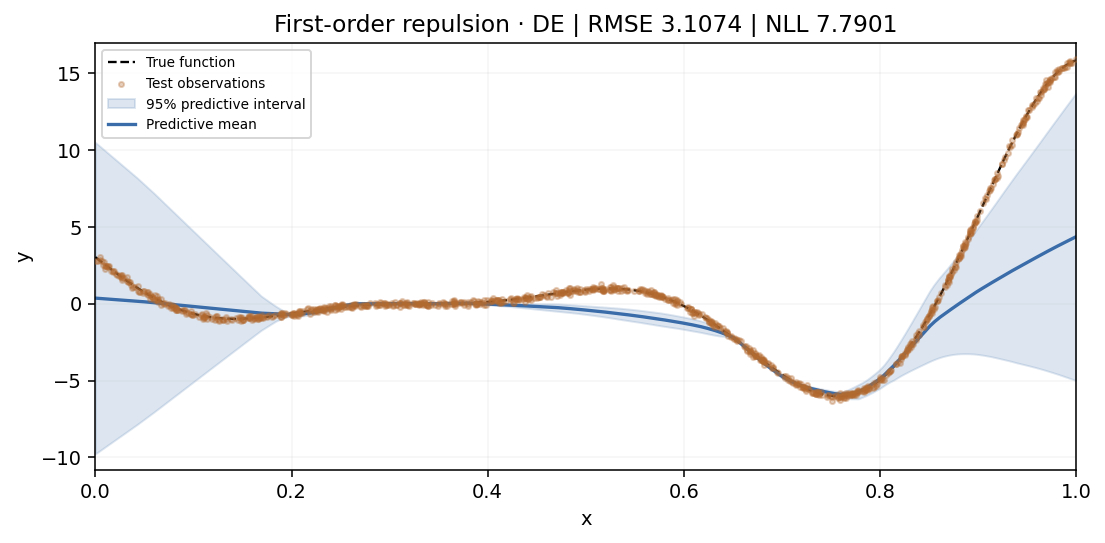 First-order repulsion · DE | RMSE 3.1074 | NLL 7.7901
True function
Test observations
95% predictive interval
Predictive mean
15
10
5
0
−5
−10
y
0.0 0.2 0.4 0.6 0.8 1.0
x